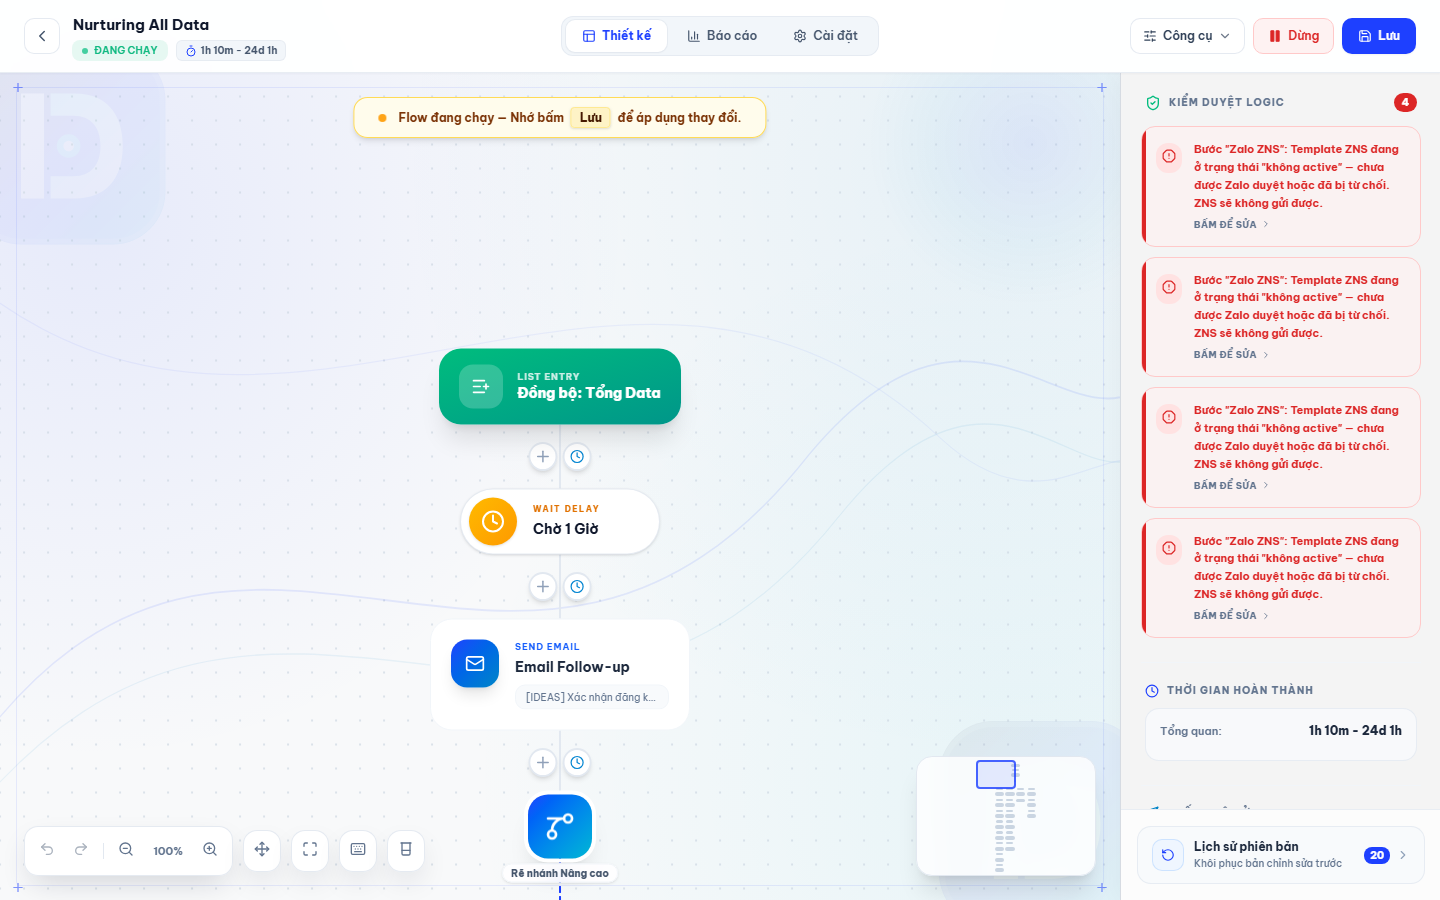 Nurturing All Data
ĐANG CHẠY
1h 10m - 24d 1h
Thiết kế
Báo cáo
Cài đặt
Công cụ
Dừng
Lưu
Flow đang chạy — Nhớ bấm Lưu để áp dụng thay đổi.
LIST ENTRY
Đồng bộ: Tổng Data
WAIT DELAY
Chờ 1 Giờ
SEND EMAIL
Email Follow-up
[IDEAS] Xác nhận đăng k...
Rẽ nhánh Nâng cao
100%
KIỂM DUYỆT LOGIC
4
Bước "Zalo ZNS": Template ZNS đang
ở trạng thái "không active" — chưa
được Zalo duyệt hoặc đã bị từ chối.
ZNS sẽ không gửi được.
BẤM ĐỂ SỬA
Bước "Zalo ZNS": Template ZNS đang
ở trạng thái "không active" — chưa
được Zalo duyệt hoặc đã bị từ chối.
ZNS sẽ không gửi được.
BẤM ĐỂ SỬA
Bước "Zalo ZNS": Template ZNS đang
ở trạng thái "không active" — chưa
được Zalo duyệt hoặc đã bị từ chối.
ZNS sẽ không gửi được.
BẤM ĐỂ SỬA
Bước "Zalo ZNS": Template ZNS đang
ở trạng thái "không active" — chưa
được Zalo duyệt hoặc đã bị từ chối.
ZNS sẽ không gửi được.
BẤM ĐỂ SỬA
THỜI GIAN HOÀN THÀNH
Tổng quan:
1h 10m - 24d 1h
Lịch sử phiên bản
Khôi phục bản chỉnh sửa trước
20